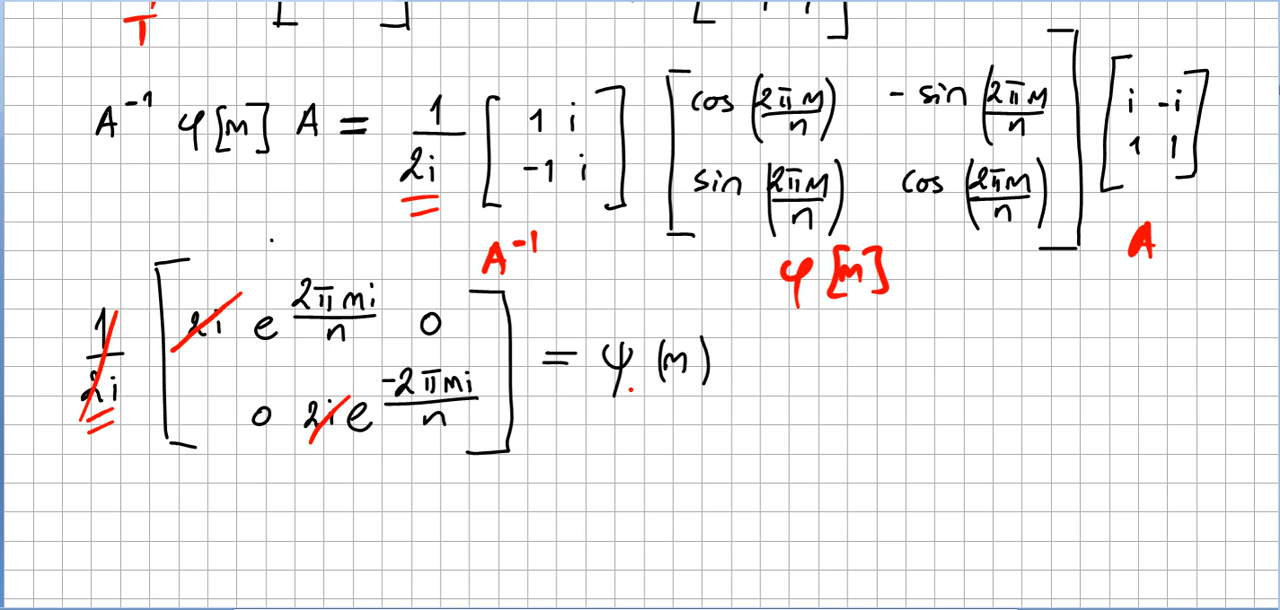 T
A⁻¹ φ[m] A = 1/2i [1 i; -1 i] [cos (2πm/n) -sin (2πm/n); sin (2πm/n) cos (2πm/n)] [i -i; 1 1]
A⁻¹ φ[m] A
1/2i [2i e^(2πmi/n) 0; 0 2i e^(-2πmi/n)] = ψ(m)